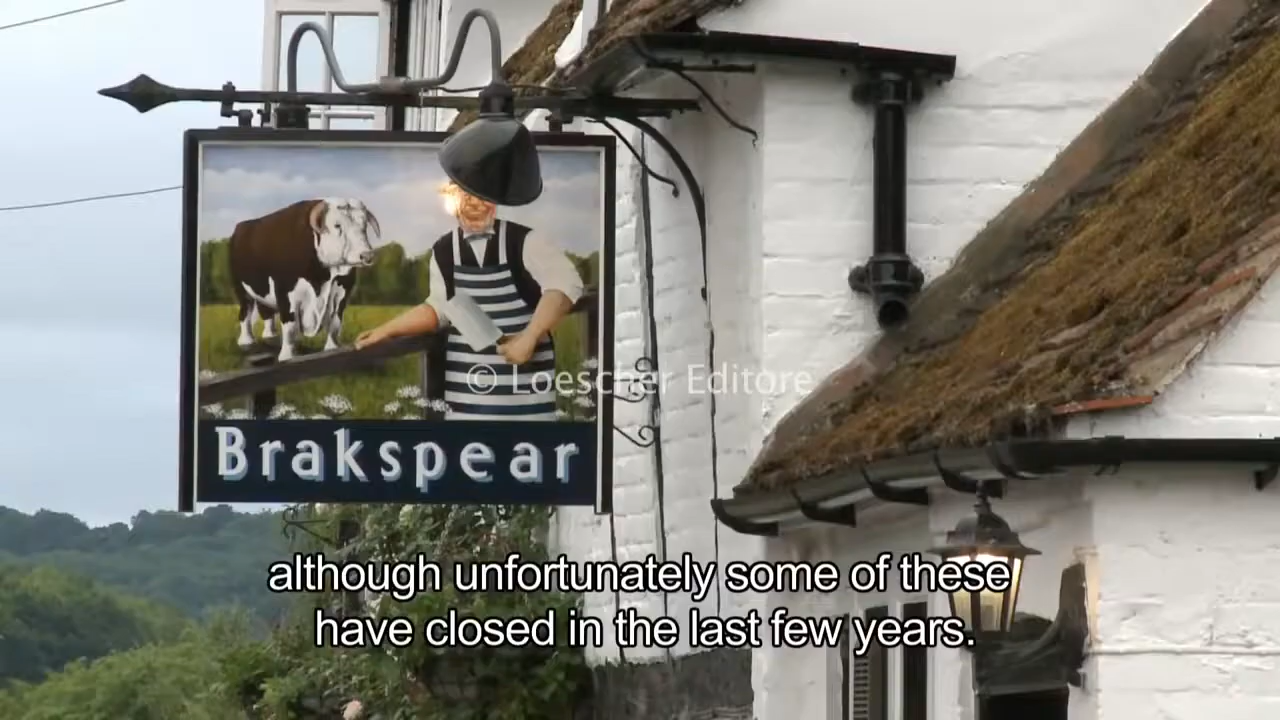 © Loescher Editore
Brakspear
although unfortunately some of these
have closed in the last few years.